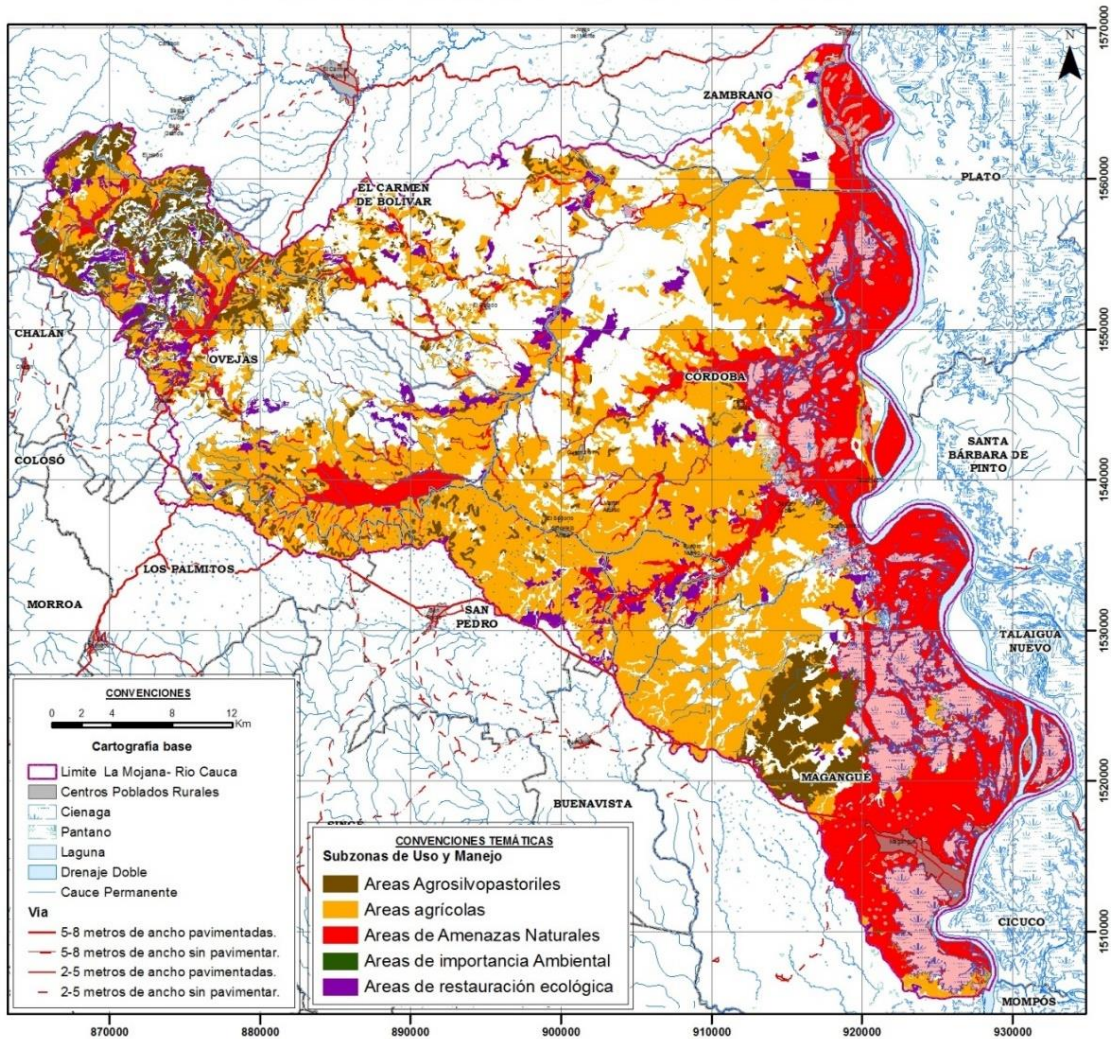 N
ZAMBRANO
PLATO
EL CARMEN
DE BOLIVAR
CHALÁN
OVEJAS
CÓRDOBA
COLOSÓ
SANTA
BÁRBARA DE
PINTO
LOS PALMITOS
MORROA
SAN
PEDRO
TALAIGUA
NUEVO
MAGANGUÉ
BUENAVISTA
CICUCO
MOMPÓS
1570000
1560000
1550000
1540000
1530000
1520000
1510000
CONVENCIONES
0 2 4 8 12
Km
Cartografía base
Limite La Mojana- Rio Cauca
Centros Poblados Rurales
Cienaga
Pantano
Laguna
Drenaje Doble
Cauce Permanente
Via
5-8 metros de ancho pavimentadas.
5-8 metros de ancho sin pavimentar.
2-5 metros de ancho pavimentadas.
2-5 metros de ancho sin pavimentar.
CONVENCIONES TEMÁTICAS
Subzonas de Uso y Manejo
Areas Agrosilvopastoriles
Areas agrícolas
Areas de Amenazas Naturales
Areas de importancia Ambiental
Areas de restauración ecológica
870000 880000 890000 900000 910000 920000 930000